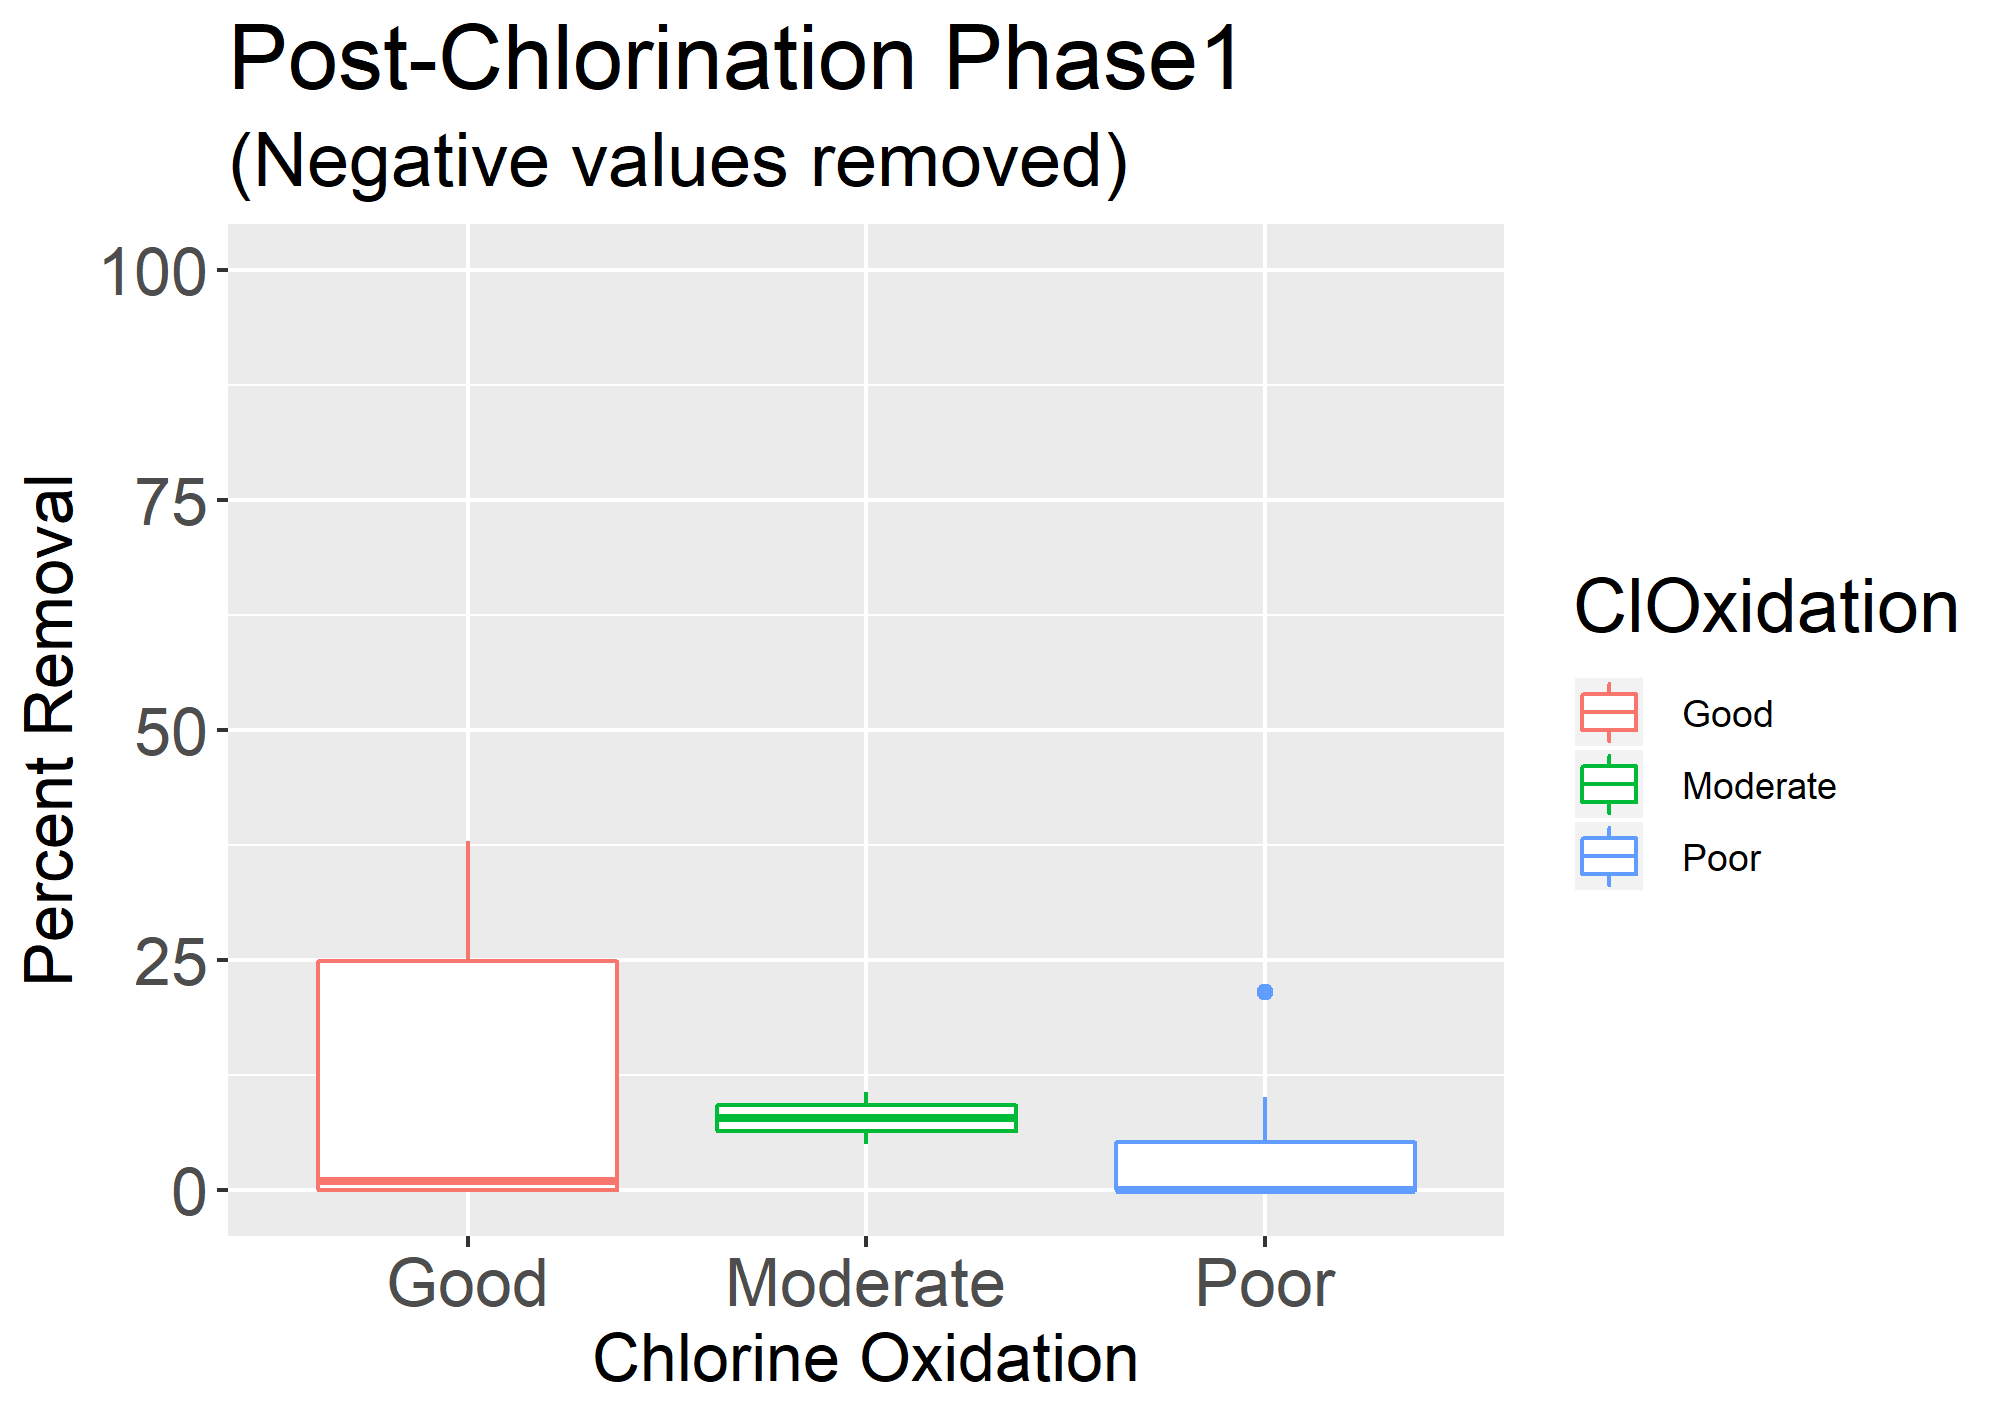 Post-Chlorination Phase1
(Negative values removed)
100
75
50
25
0
Percent Removal
Good
Moderate
Poor
Chlorine Oxidation
ClOxidation
Good
Moderate
Poor